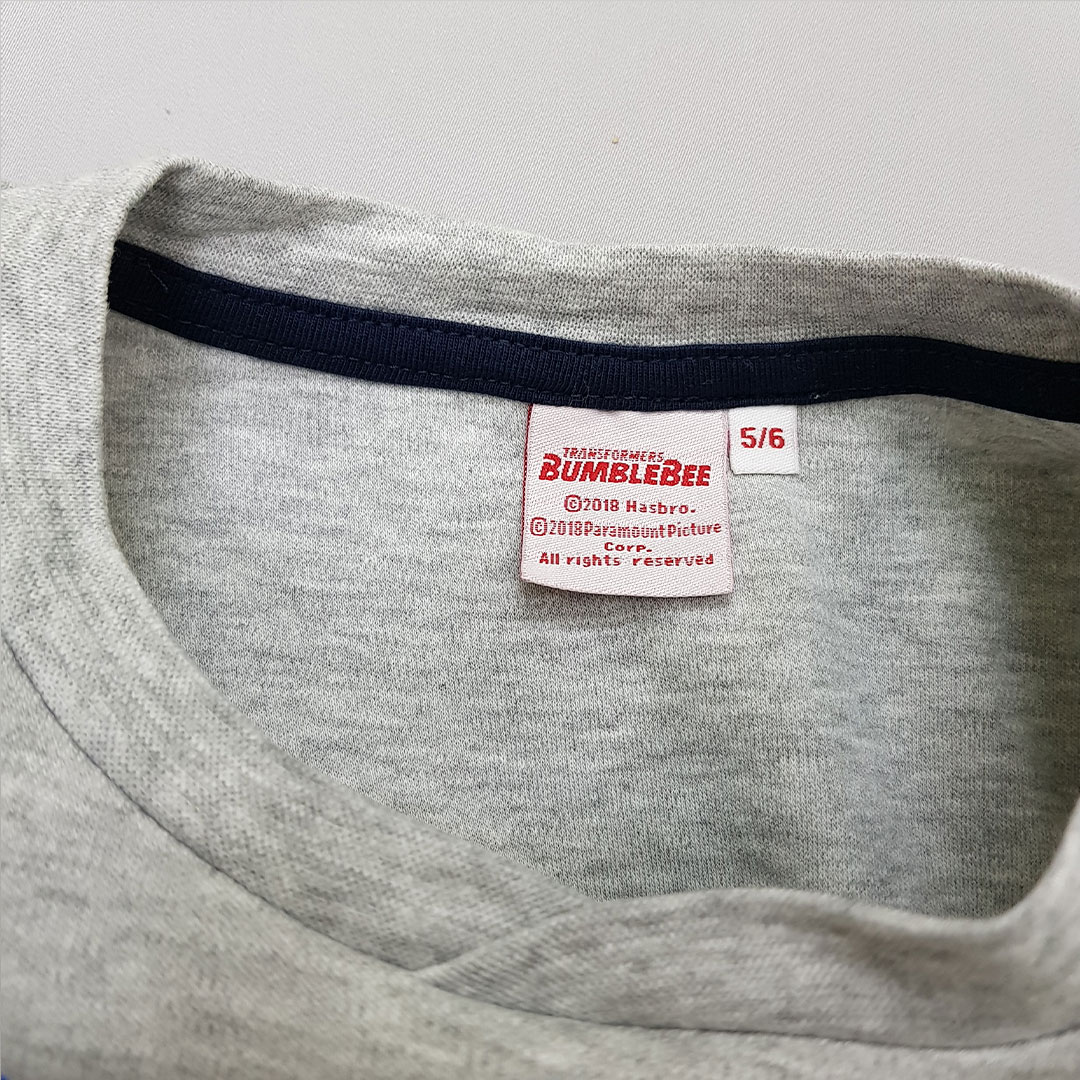 TRANSFORMERS
BUMBLEBEE
©2018 Hasbro.
©2018Paramount Picture
Corp.
All rights reserved
5/6